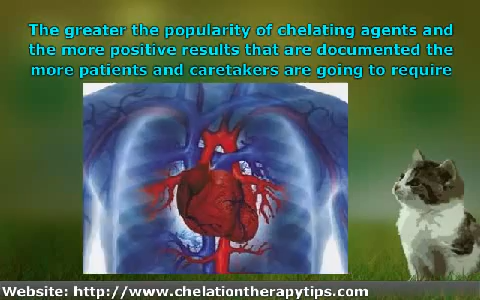 The greater the popularity of chelating agents and
the more positive results that are documented the
more patients and caretakers are going to require
Website: http://www.chelationtherapytips.com